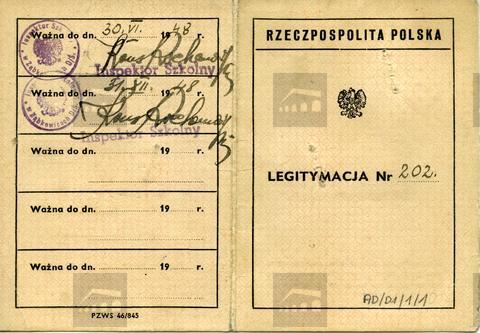 Ważna do dn. 30. VI. 1948 r.
Inspektor Szkolny
Ważna do dn. 31. XII. 1948 r.
Inspektor Szkolny
Ważna do dn. 19 r.
Ważna do dn. 19 r.
Ważna do dn. 19 r.
PZWS 46/845
RZECZPOSPOLITA POLSKA
LEGITYMACJA Nr 202.
AD/D1/1/1